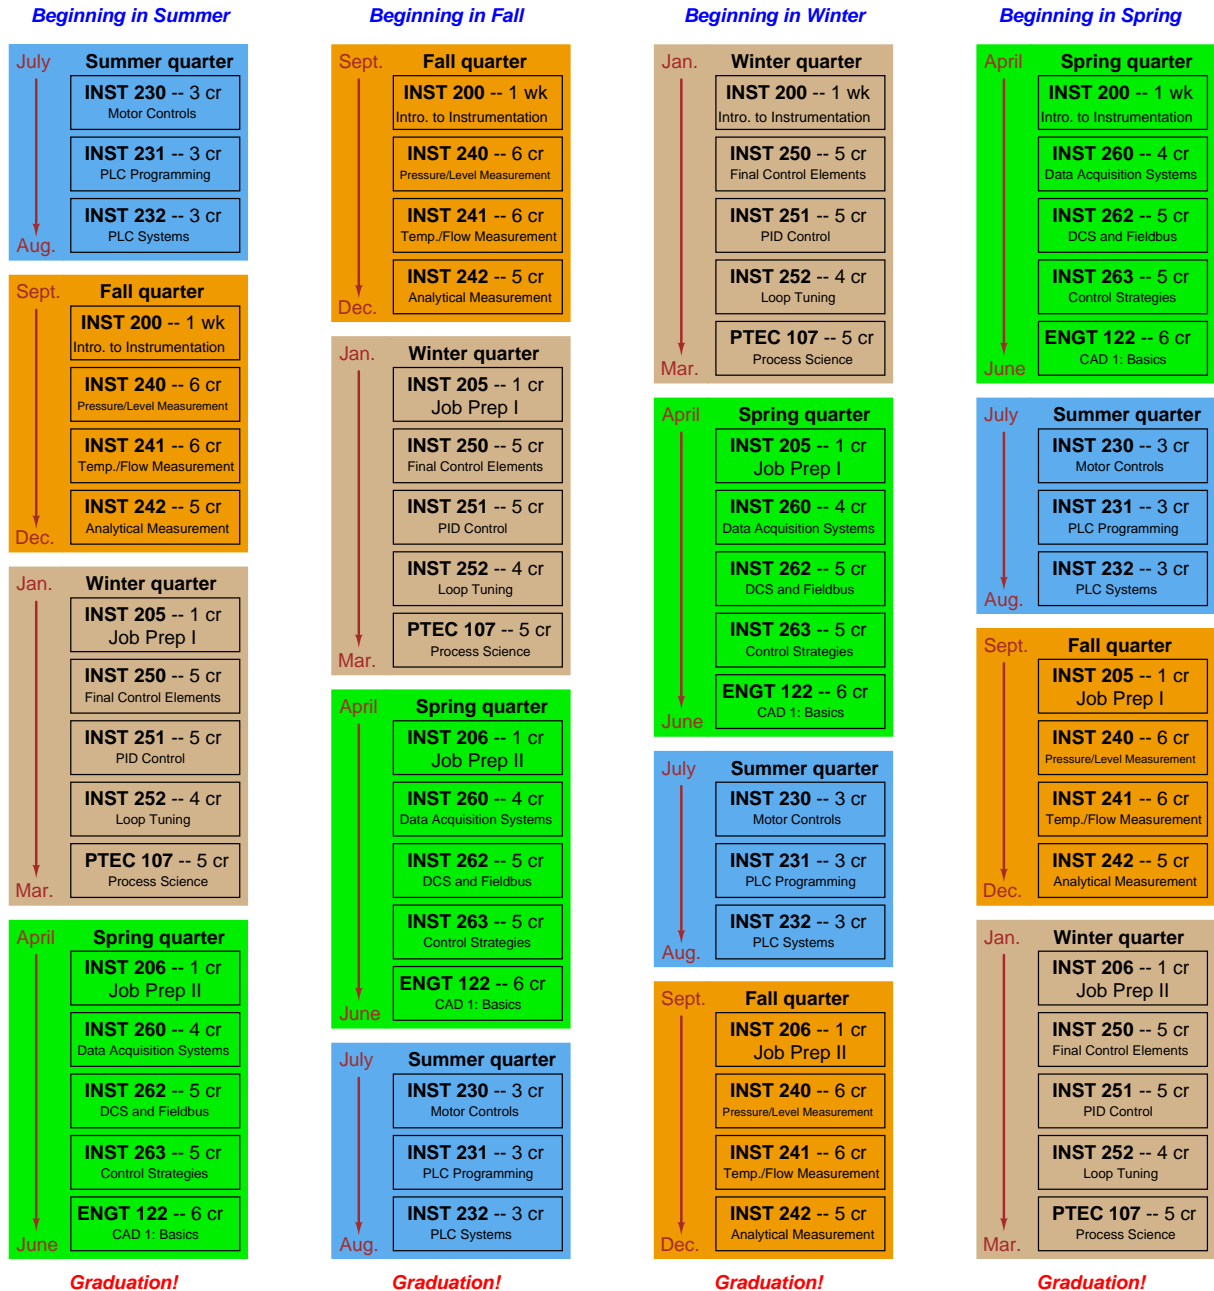 Beginning in Summer
July
Summer quarter
INST 230 -- 3 cr
Motor Controls
INST 231 -- 3 cr
PLC Programming
INST 232 -- 3 cr
PLC Systems
Aug.
Sept.
Fall quarter
INST 200 -- 1 wk
Intro. to Instrumentation
INST 240 -- 6 cr
Pressure/Level Measurement
INST 241 -- 6 cr
Temp./Flow Measurement
INST 242 -- 5 cr
Analytical Measurement
Dec.
Jan.
Winter quarter
INST 205 -- 1 cr
Job Prep I
INST 250 -- 5 cr
Final Control Elements
INST 251 -- 5 cr
PID Control
INST 252 -- 4 cr
Loop Tuning
PTEC 107 -- 5 cr
Process Science
Mar.
April
Spring quarter
INST 206 -- 1 cr
Job Prep II
INST 260 -- 4 cr
Data Acquisition Systems
INST 262 -- 5 cr
DCS and Fieldbus
INST 263 -- 5 cr
Control Strategies
ENGT 122 -- 6 cr
CAD 1: Basics
June
Graduation!
Beginning in Fall
Sept.
Fall quarter
INST 200 -- 1 wk
Intro. to Instrumentation
INST 240 -- 6 cr
Pressure/Level Measurement
INST 241 -- 6 cr
Temp./Flow Measurement
INST 242 -- 5 cr
Analytical Measurement
Dec.
Jan.
Winter quarter
INST 205 -- 1 cr
Job Prep I
INST 250 -- 5 cr
Final Control Elements
INST 251 -- 5 cr
PID Control
INST 252 -- 4 cr
Loop Tuning
PTEC 107 -- 5 cr
Process Science
Mar.
April
Spring quarter
INST 206 -- 1 cr
Job Prep II
INST 260 -- 4 cr
Data Acquisition Systems
INST 262 -- 5 cr
DCS and Fieldbus
INST 263 -- 5 cr
Control Strategies
ENGT 122 -- 6 cr
CAD 1: Basics
June
July
Summer quarter
INST 230 -- 3 cr
Motor Controls
INST 231 -- 3 cr
PLC Programming
INST 232 -- 3 cr
PLC Systems
Aug.
Graduation!
Beginning in Winter
Jan.
Winter quarter
INST 200 -- 1 wk
Intro. to Instrumentation
INST 250 -- 5 cr
Final Control Elements
INST 251 -- 5 cr
PID Control
INST 252 -- 4 cr
Loop Tuning
PTEC 107 -- 5 cr
Process Science
Mar.
April
Spring quarter
INST 205 -- 1 cr
Job Prep I
INST 260 -- 4 cr
Data Acquisition Systems
INST 262 -- 5 cr
DCS and Fieldbus
INST 263 -- 5 cr
Control Strategies
ENGT 122 -- 6 cr
CAD 1: Basics
June
July
Summer quarter
INST 230 -- 3 cr
Motor Controls
INST 231 -- 3 cr
PLC Programming
INST 232 -- 3 cr
PLC Systems
Aug.
Sept.
Fall quarter
INST 206 -- 1 cr
Job Prep II
INST 240 -- 6 cr
Pressure/Level Measurement
INST 241 -- 6 cr
Temp./Flow Measurement
INST 242 -- 5 cr
Analytical Measurement
Dec.
Graduation!
Beginning in Spring
April
Spring quarter
INST 200 -- 1 wk
Intro. to Instrumentation
INST 260 -- 4 cr
Data Acquisition Systems
INST 262 -- 5 cr
DCS and Fieldbus
INST 263 -- 5 cr
Control Strategies
ENGT 122 -- 6 cr
CAD 1: Basics
June
July
Summer quarter
INST 230 -- 3 cr
Motor Controls
INST 231 -- 3 cr
PLC Programming
INST 232 -- 3 cr
PLC Systems
Aug.
Sept.
Fall quarter
INST 205 -- 1 cr
Job Prep I
INST 240 -- 6 cr
Pressure/Level Measurement
INST 241 -- 6 cr
Temp./Flow Measurement
INST 242 -- 5 cr
Analytical Measurement
Dec.
Jan.
Winter quarter
INST 206 -- 1 cr
Job Prep II
INST 250 -- 5 cr
Final Control Elements
INST 251 -- 5 cr
PID Control
INST 252 -- 4 cr
Loop Tuning
PTEC 107 -- 5 cr
Process Science
Mar.
Graduation!